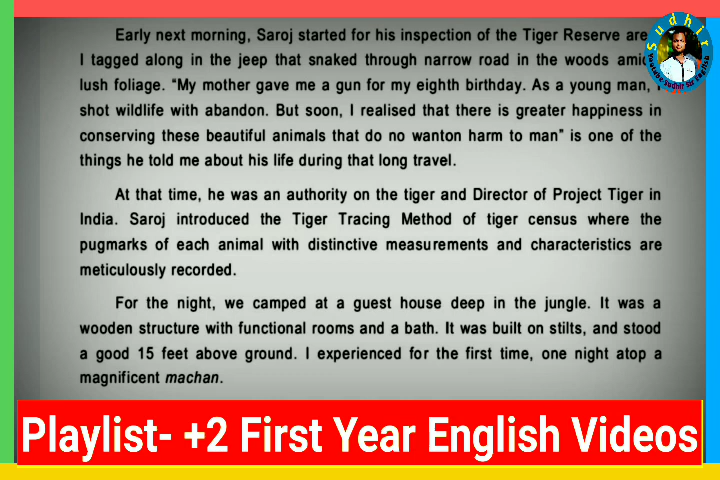 Early next morning, Saroj started for his inspection of the Tiger Reserve are
I tagged along in the jeep that snaked through narrow road in the woods amid
lush foliage. “My mother gave me a gun for my eighth birthday. As a young man, I
shot wildlife with abandon. But soon, I realised that there is greater happiness in
conserving these beautiful animals that do no wanton harm to man” is one of the
things he told me about his life during that long travel.
At that time, he was an authority on the tiger and Director of Project Tiger in
India. Saroj introduced the Tiger Tracing Method of tiger census where the
pugmarks of each animal with distinctive measurements and characteristics are
meticulously recorded.
For the night, we camped at a guest house deep in the jungle. It was a
wooden structure with functional rooms and a bath. It was built on stilts, and stood
a good 15 feet above ground. I experienced for the first time, one night atop a
magnificent machan.
Playlist- +2 First Year English Videos
Sudhir
Youtube Sudhir Sir English